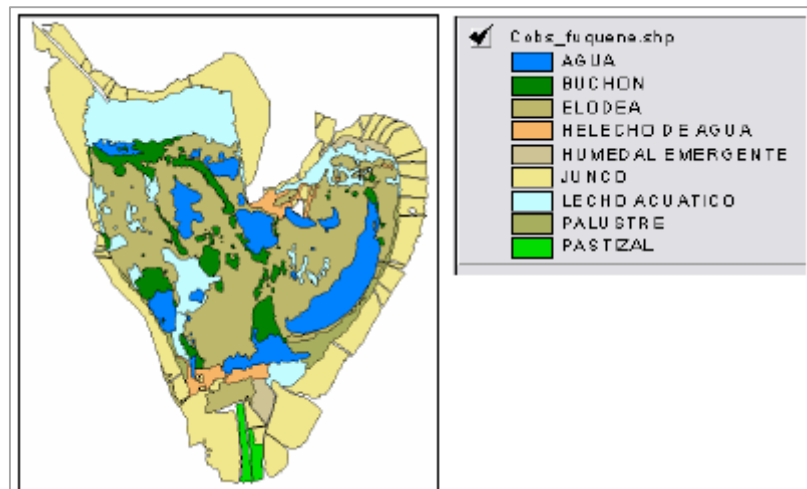 Cobs_fuquene.shp
AGUA
BUCHON
ELODEA
HELECHO DE AGUA
HUMEDAL EMERGENTE
JUNCO
LECHO ACUATICO
PALUSTRE
PASTIZAL